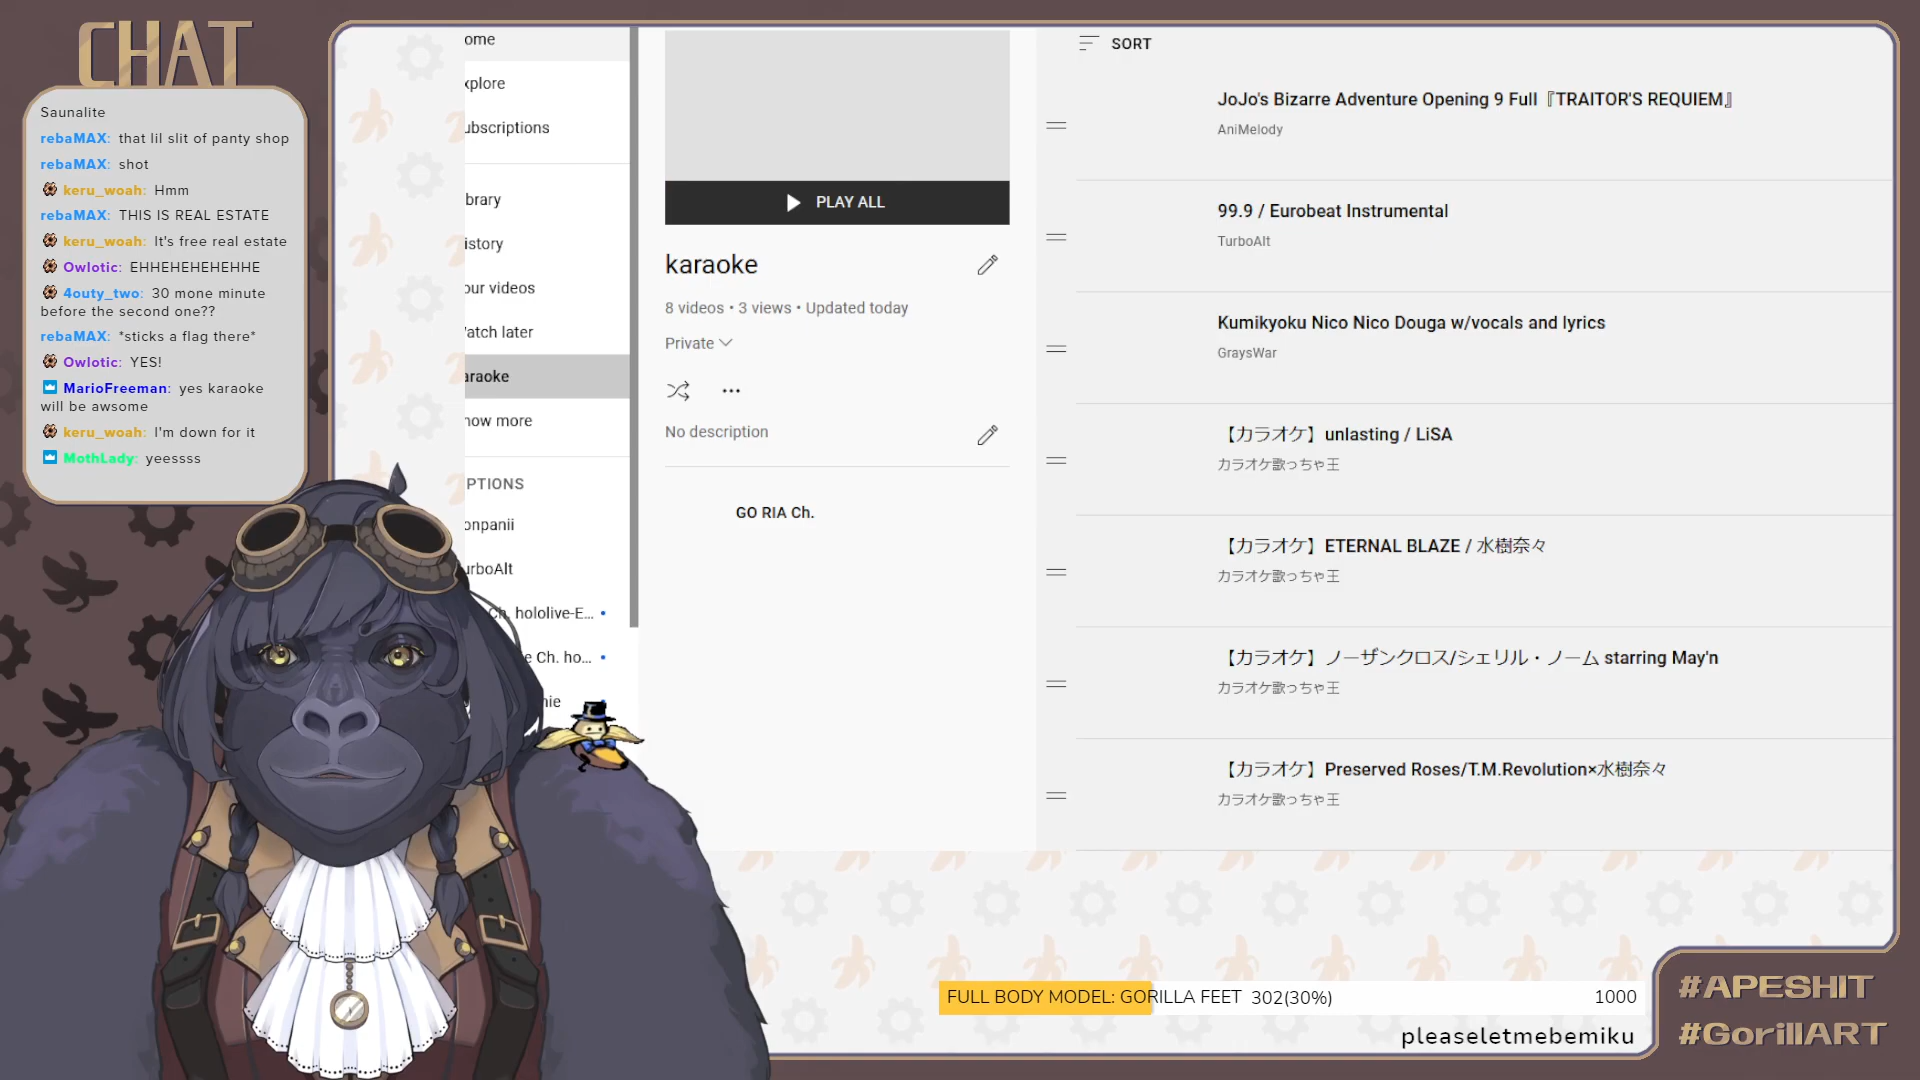 CHAT
Saunalite
rebaMAX: that lil slit of panty shop
rebaMAX: shot
keru_woah: Hmm
rebaMAX: THIS IS REAL ESTATE
keru_woah: It's free real estate
Owlotic: EHHEHEHEHEHHE
4outy_two: 30 mone minute
before the second one??
rebaMAX: *sticks a flag there*
Owlotic: YES!
MarioFreeman: yes karaoke
will be awsome
keru_woah: I'm down for it
MothLady: yeessss
ome
xplore
ubscriptions
brary
istory
our videos
atch later
araoke
how more
PTIONS
onpanii
urboAlt
Ch. hololive-E...
e Ch. ho...
nie
PLAY ALL
karaoke
8 videos • 3 views • Updated today
Private
No description
GO RIA Ch.
SORT
JoJo's Bizarre Adventure Opening 9 Full『TRAITOR'S REQUIEM』
AniMelody
99.9 / Eurobeat Instrumental
TurboAlt
Kumikyoku Nico Nico Douga w/vocals and lyrics
GraysWar
【カラオケ】unlasting / LiSA
カラオケ歌っちゃ王
【カラオケ】ETERNAL BLAZE / 水樹奈々
カラオケ歌っちゃ王
【カラオケ】ノーザンクロス/シェリル・ノーム starring May'n
カラオケ歌っちゃ王
【カラオケ】Preserved Roses/T.M.Revolution×水樹奈々
カラオケ歌っちゃ王
FULL BODY MODEL: GORILLA FEET 302(30%) 1000
pleaseletmebemiku
#APESHIT
#GorillART